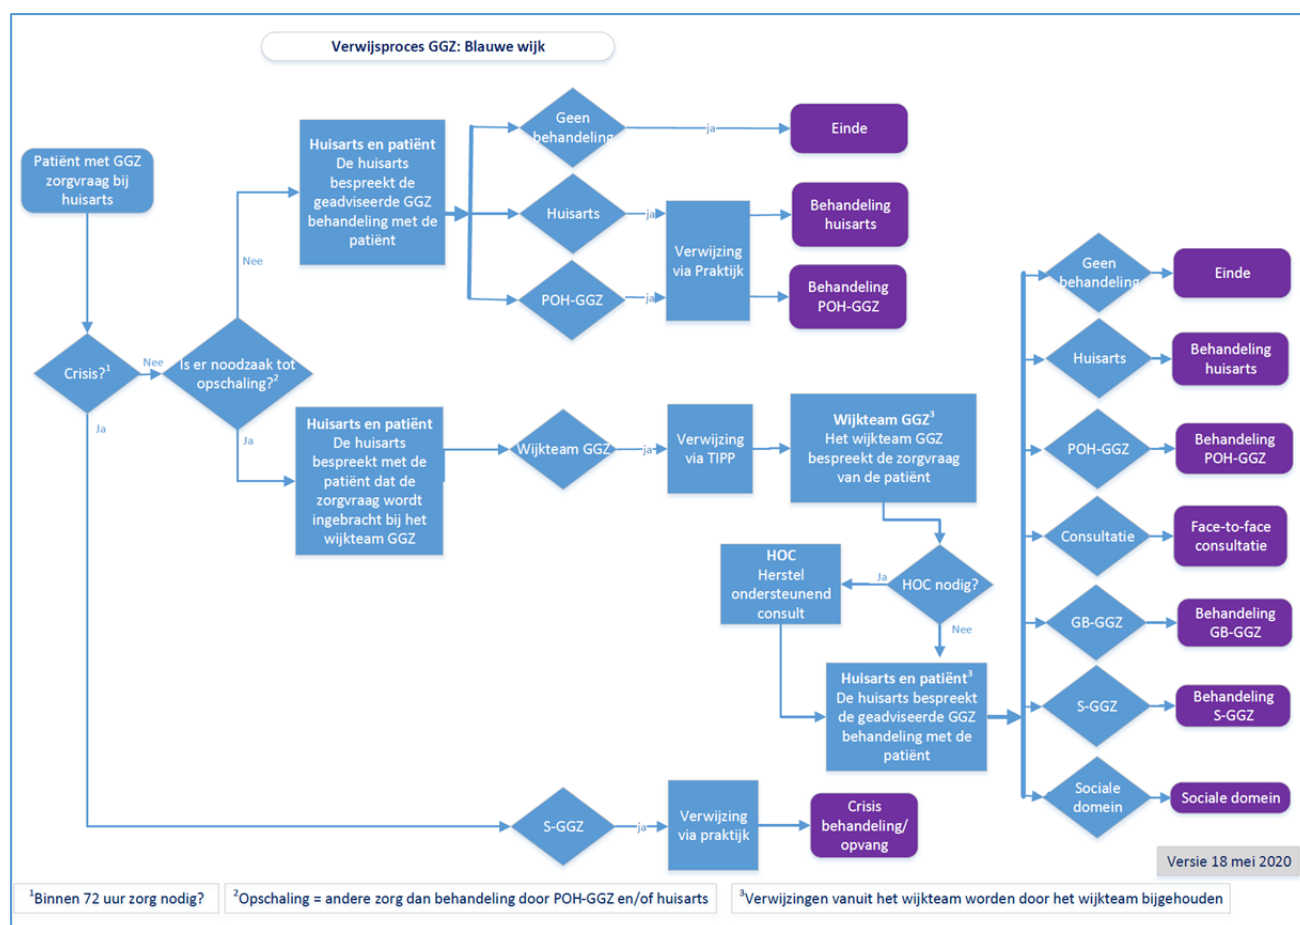 Verwijsproces GGZ: Blauwe wijk
Patiënt met GGZ
zorgvraag bij
huisarts
Crisis?¹
Nee
Ja
Is er noodzaak tot
opschaling?²
Nee
Ja
Huisarts en patiënt
De huisarts
bespreekt de
geadviseerde GGZ
behandeling met de
patiënt
Geen
behandeling
ja
Einde
Huisarts
ja
POH-GGZ
ja
Verwijzing
via Praktijk
Behandeling
huisarts
Behandeling
POH-GGZ
Huisarts en patiënt
De huisarts
bespreekt met de
patiënt dat de
zorgvraag wordt
ingebracht bij het
wijkteam GGZ
Wijkteam GGZ
ja
Verwijzing
via TIPP
Wijkteam GGZ³
Het wijkteam GGZ
bespreekt de zorgvraag
van de patiënt
HOC nodig?
Ja
Nee
HOC
Herstel
ondersteunend
consult
Huisarts en patiënt³
De huisarts bespreekt
de geadviseerde GGZ
behandeling met de
patiënt
Geen
behandeling
Einde
Huisarts
Behandeling
huisarts
POH-GGZ
Behandeling
POH-GGZ
Consultatie
Face-to-face
consultatie
GB-GGZ
Behandeling
GB-GGZ
S-GGZ
Behandeling
S-GGZ
Sociale
domein
Sociale domein
S-GGZ
ja
Verwijzing
via praktijk
Crisis
behandeling/
opvang
Versie 18 mei 2020
¹Binnen 72 uur zorg nodig?
²Opschaling = andere zorg dan behandeling door POH-GGZ en/of huisarts
³Verwijzingen vanuit het wijkteam worden door het wijkteam bijgehouden